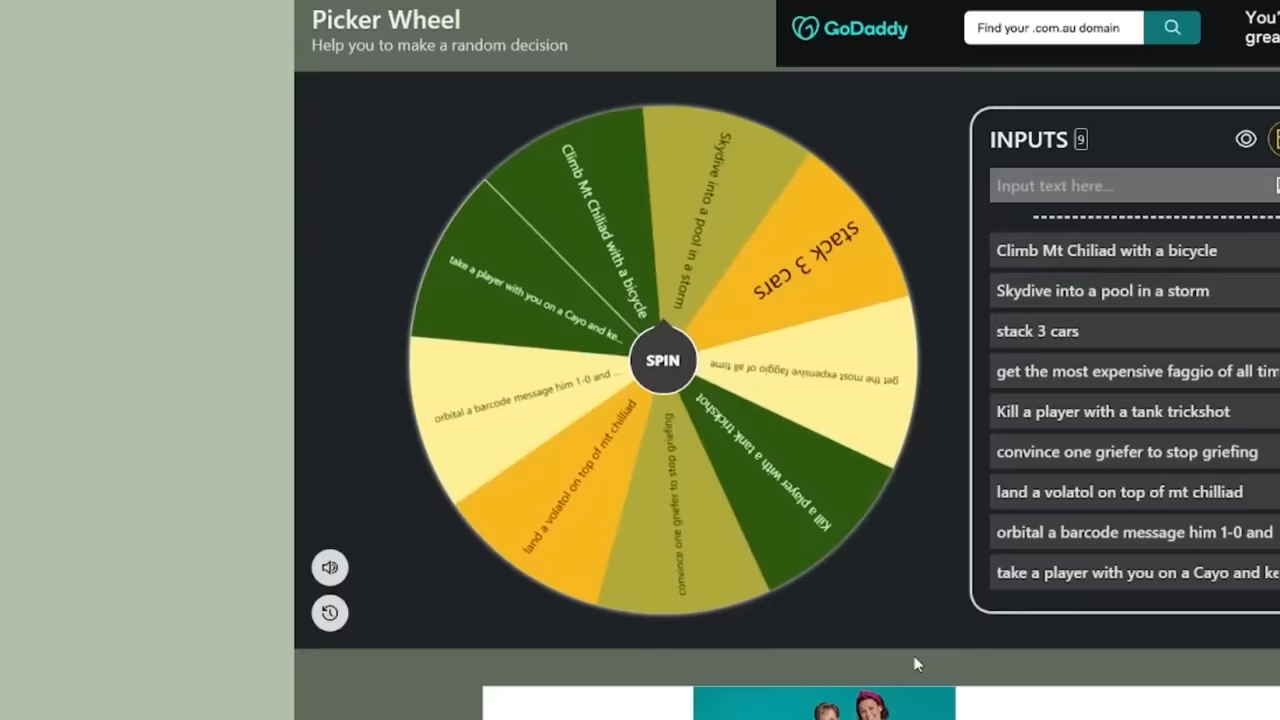 Picker Wheel
Help you to make a random decision
GoDaddy
Find your .com.au domain
You'
grea
Climb Mt Chiliad with a bicycle
Skydive into a pool in a storm
stack 3 cars
get the most expensive faggio of all time
Kill a player with a tank trickshot
convince one griefer to stop griefing
land a volatol on top of mt chilliad
orbital a barcode message him 1-0 and ...
take a player with you on a Cayo and ke...
SPIN
INPUTS 9
Input text here...
Climb Mt Chiliad with a bicycle
Skydive into a pool in a storm
stack 3 cars
get the most expensive faggio of all tim
Kill a player with a tank trickshot
convince one griefer to stop griefing
land a volatol on top of mt chilliad
orbital a barcode message him 1-0 and
take a player with you on a Cayo and ke